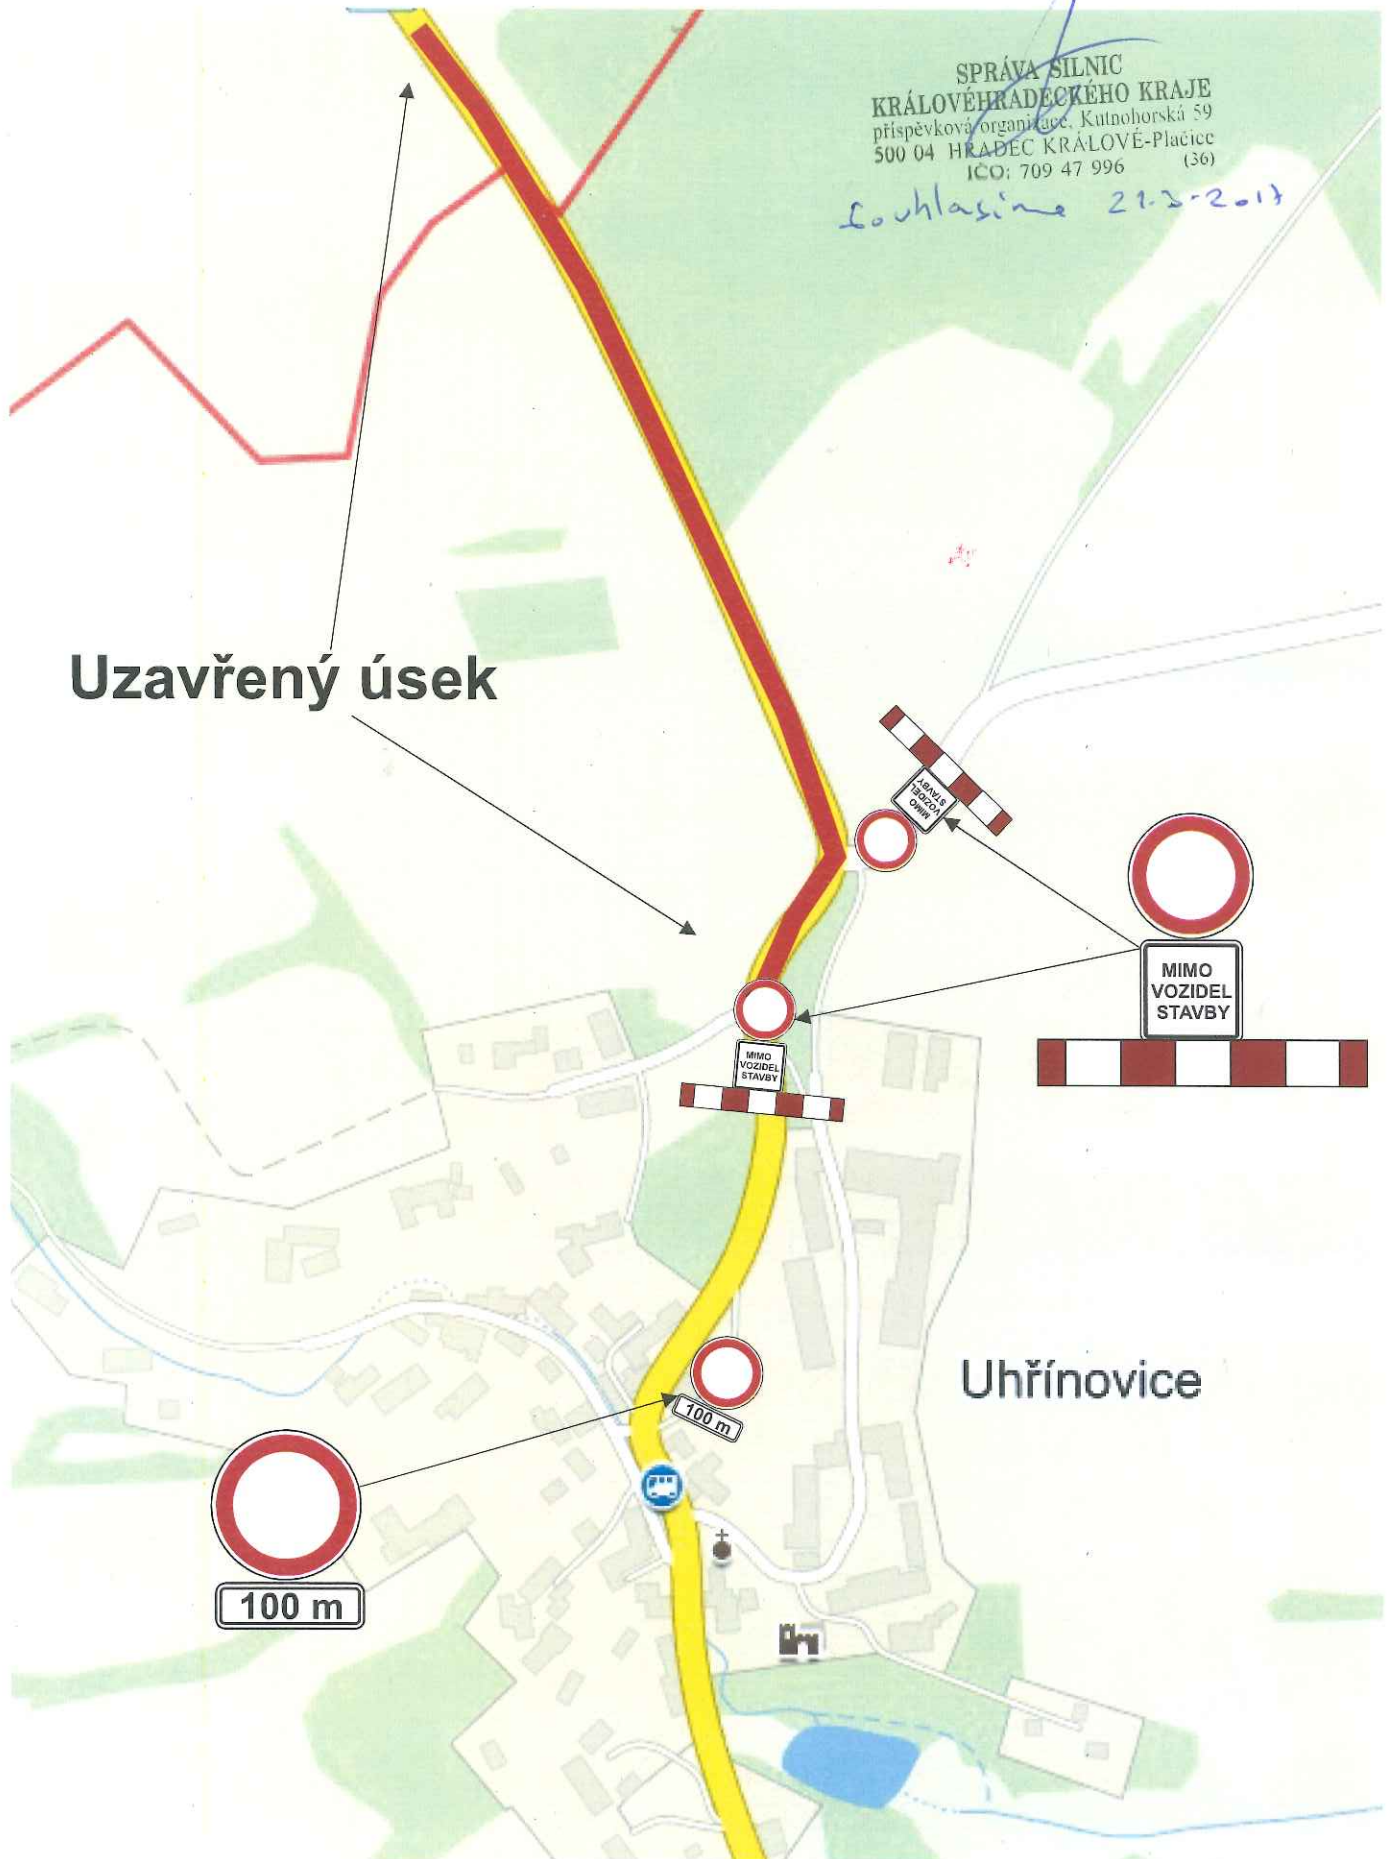 SPRÁVA SILNIC
KRÁLOVÉHRADECKÉHO KRAJE
příspěvková organizace, Kutnohorská 59
500 04 HRADEC KRÁLOVÉ-Plačice
IČO: 709 47 996 (36)
Souhlasíme 21.3.2017
Uzavřený úsek
MIMO
VOZIDEL
STAVBY
MIMO
VOZIDEL
STAVBY
MIMO
VOZIDEL
STAVBY
Uhřínovice
100 m
100 m